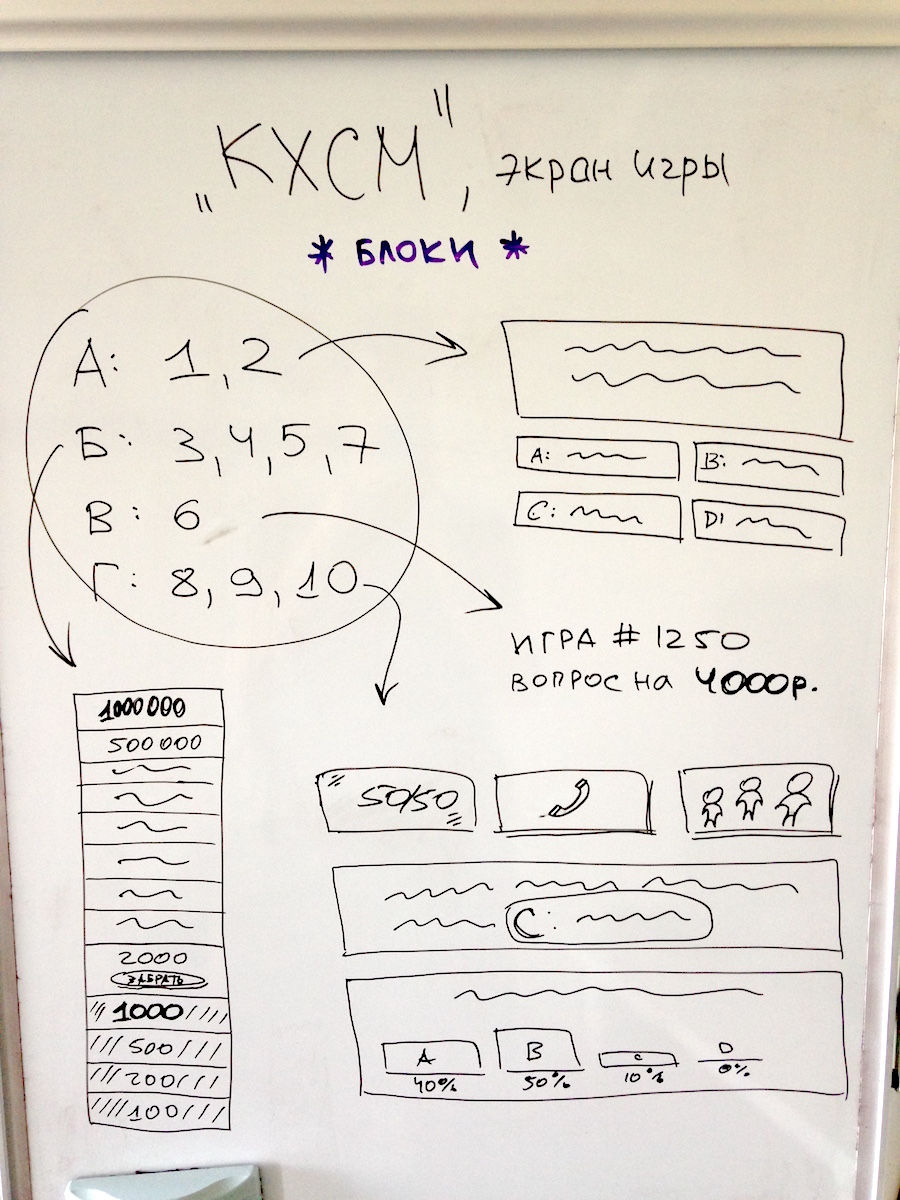 „КХСМ", экран игры
* БЛОКИ *
А: 1, 2
Б: 3, 4, 5, 7
В: 6
Г: 8, 9, 10
A:
B:
C:
D:
ИГРА # 1250
ВОПРОС НА 4000р.
1000000
500000
2000
ЗАБРАТЬ
1000
500
200
100
50/50
C:
A
B
C
D
40%
50%
10%
0%